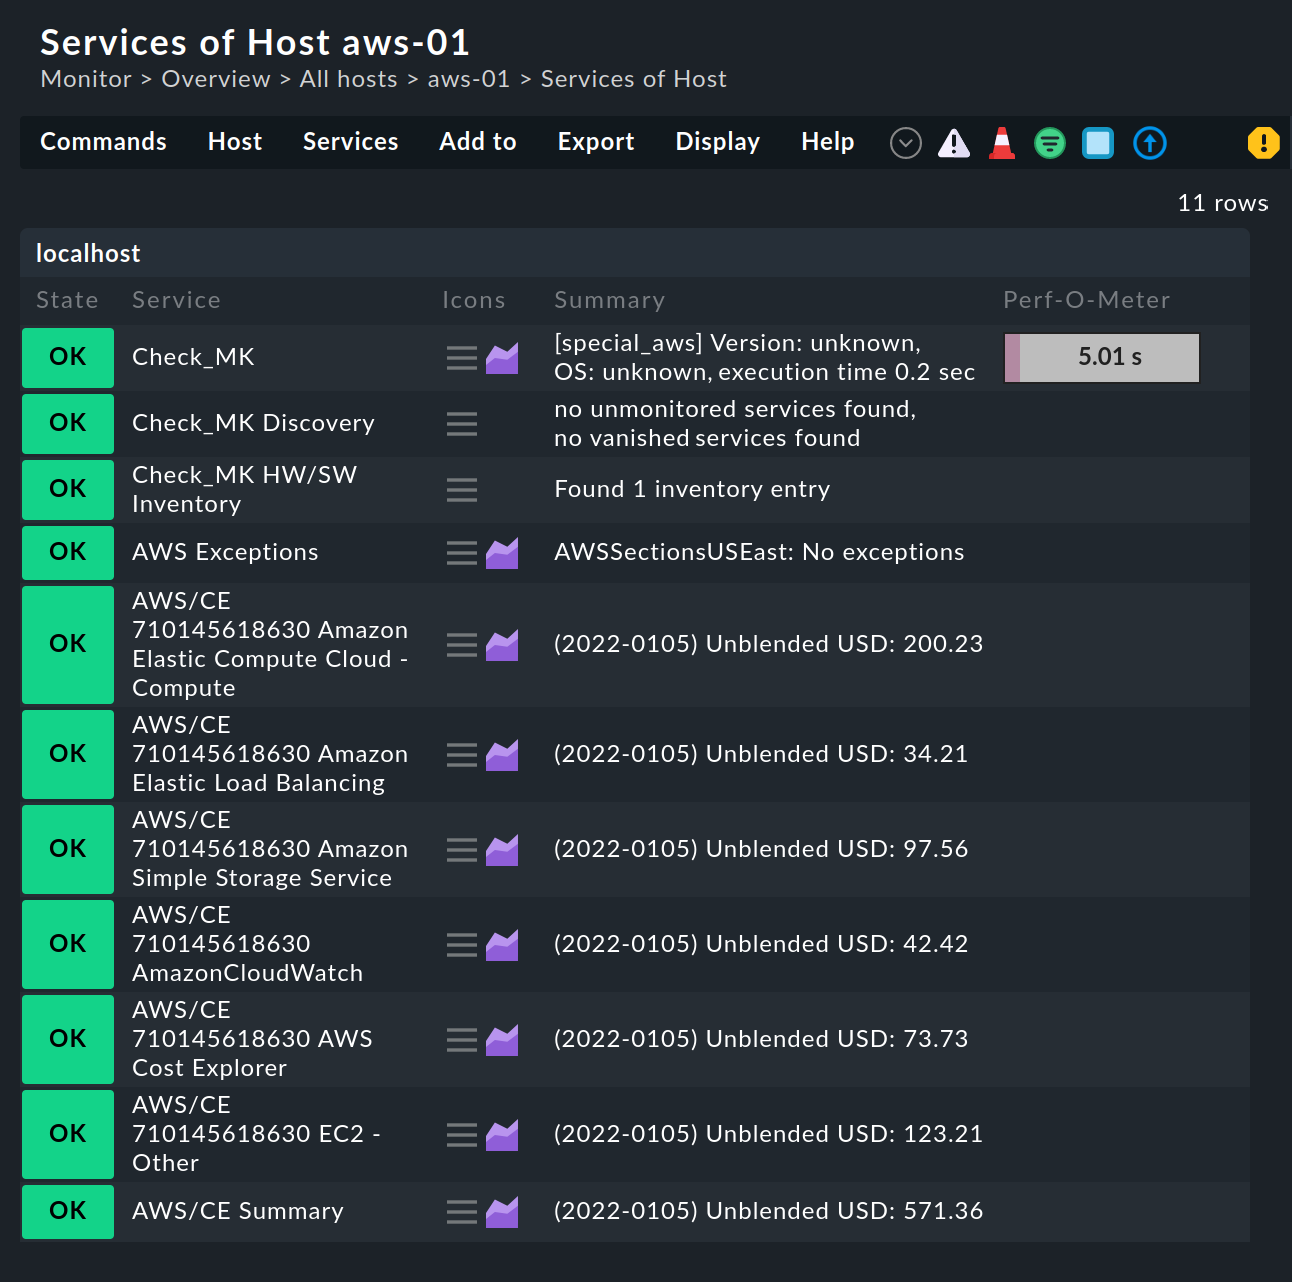 Services of Host aws-01
Monitor > Overview > All hosts > aws-01 > Services of Host
Commands Host Services Add to Export Display Help
11 rows
localhost
State Service Icons Summary Perf-O-Meter
OK Check_MK [special_aws] Version: unknown,
OS: unknown, execution time 0.2 sec 5.01 s
OK Check_MK Discovery no unmonitored services found,
no vanished services found
OK Check_MK HW/SW
Inventory Found 1 inventory entry
OK AWS Exceptions AWSSectionsUSEast: No exceptions
OK AWS/CE
710145618630 Amazon
Elastic Compute Cloud -
Compute (2022-0105) Unblended USD: 200.23
OK AWS/CE
710145618630 Amazon
Elastic Load Balancing (2022-0105) Unblended USD: 34.21
OK AWS/CE
710145618630 Amazon
Simple Storage Service (2022-0105) Unblended USD: 97.56
OK AWS/CE
710145618630
AmazonCloudWatch (2022-0105) Unblended USD: 42.42
OK AWS/CE
710145618630 AWS
Cost Explorer (2022-0105) Unblended USD: 73.73
OK AWS/CE
710145618630 EC2 -
Other (2022-0105) Unblended USD: 123.21
OK AWS/CE Summary (2022-0105) Unblended USD: 571.36